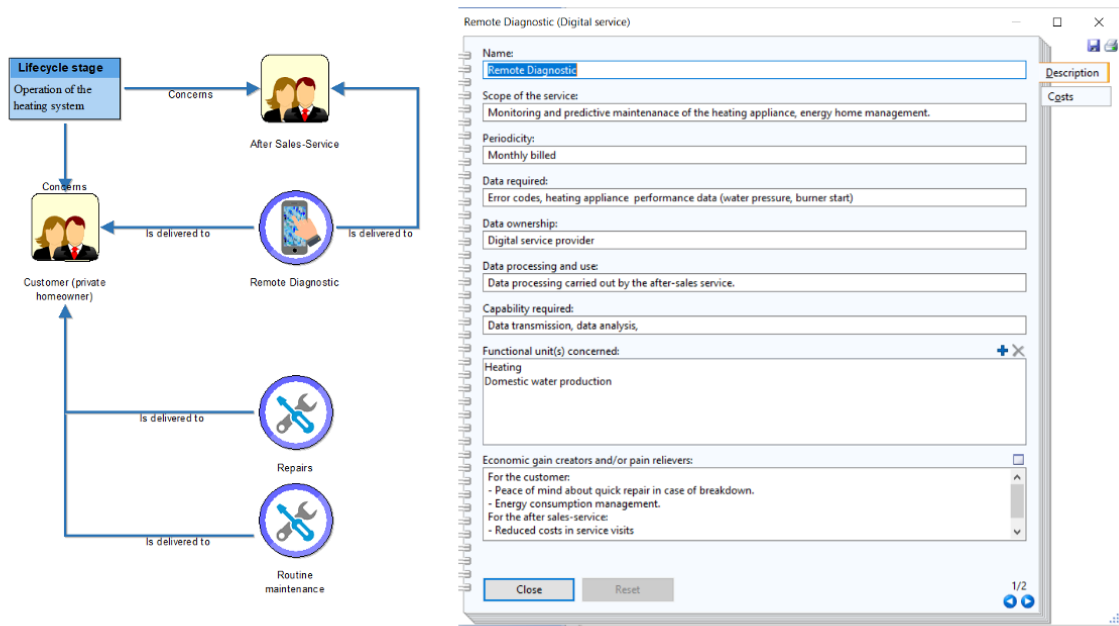 Lifecycle stage
Operation of the
heating system
Concerns
After Sales-Service
Concerns
Customer (private
homeowner)
Is delivered to
Remote Diagnostic
Is delivered to
Is delivered to
Repairs
Is delivered to
Routine
maintenance
Remote Diagnostic (Digital service)
Name:
Remote Diagnostic
Scope of the service:
Monitoring and predictive maintenanace of the heating appliance, energy home management.
Periodicity:
Monthly billed
Data required:
Error codes, heating appliance performance data (water pressure, burner start)
Data ownership:
Digital service provider
Data processing and use:
Data processing carried out by the after-sales service.
Capability required:
Data transmission, data analysis,
Functional unit(s) concerned:
Heating
Domestic water production
Economic gain creators and/or pain relievers:
For the customer:
- Peace of mind about quick repair in case of breakdown.
- Energy consumption management.
For the after sales-service:
- Reduced costs in service visits
Close
Reset
1/2
Description
Costs